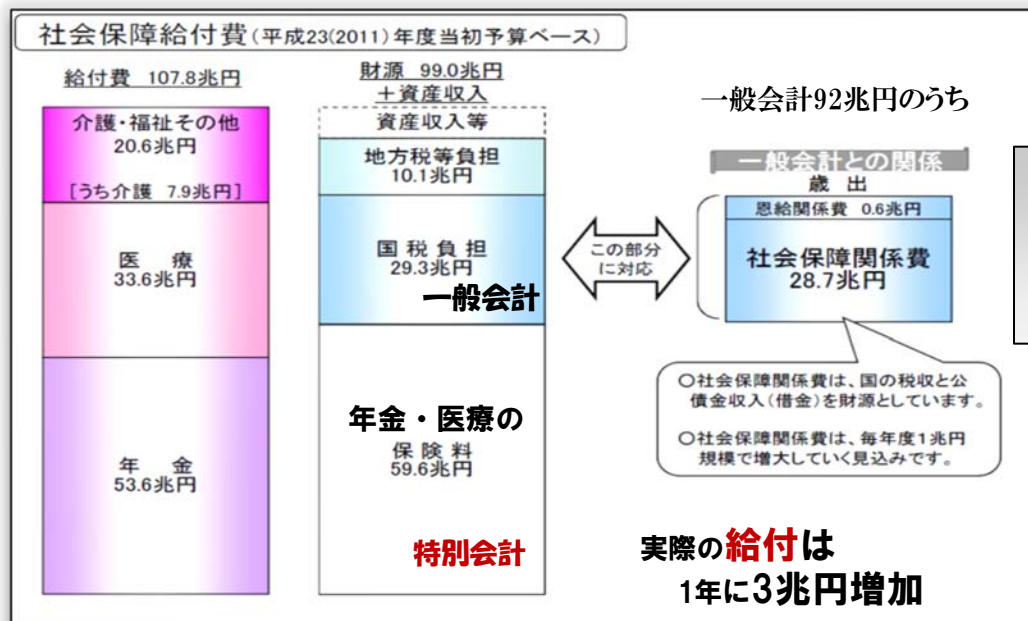 社会保障給付費(平成23(2011)年度当初予算ベース)
給付費 107.8兆円
介護・福祉その他
20.6兆円
[うち介護 7.9兆円]
医 療
33.6兆円
年 金
53.6兆円
財源 99.0兆円
＋資産収入
資産収入等
地方税等負担
10.1兆円
国税負担
29.3兆円
一般会計
年金・医療の
保険料
59.6兆円
特別会計
この部分
に対応
一般会計92兆円のうち
一般会計との関係
歳 出
恩給関係費 0.6兆円
社会保障関係費
28.7兆円
○社会保障関係費は、国の税収と公
債金収入(借金)を財源としています。
○社会保障関係費は、毎年度1兆円
規模で増大していく見込みです。
実際の給付は
1年に3兆円増加